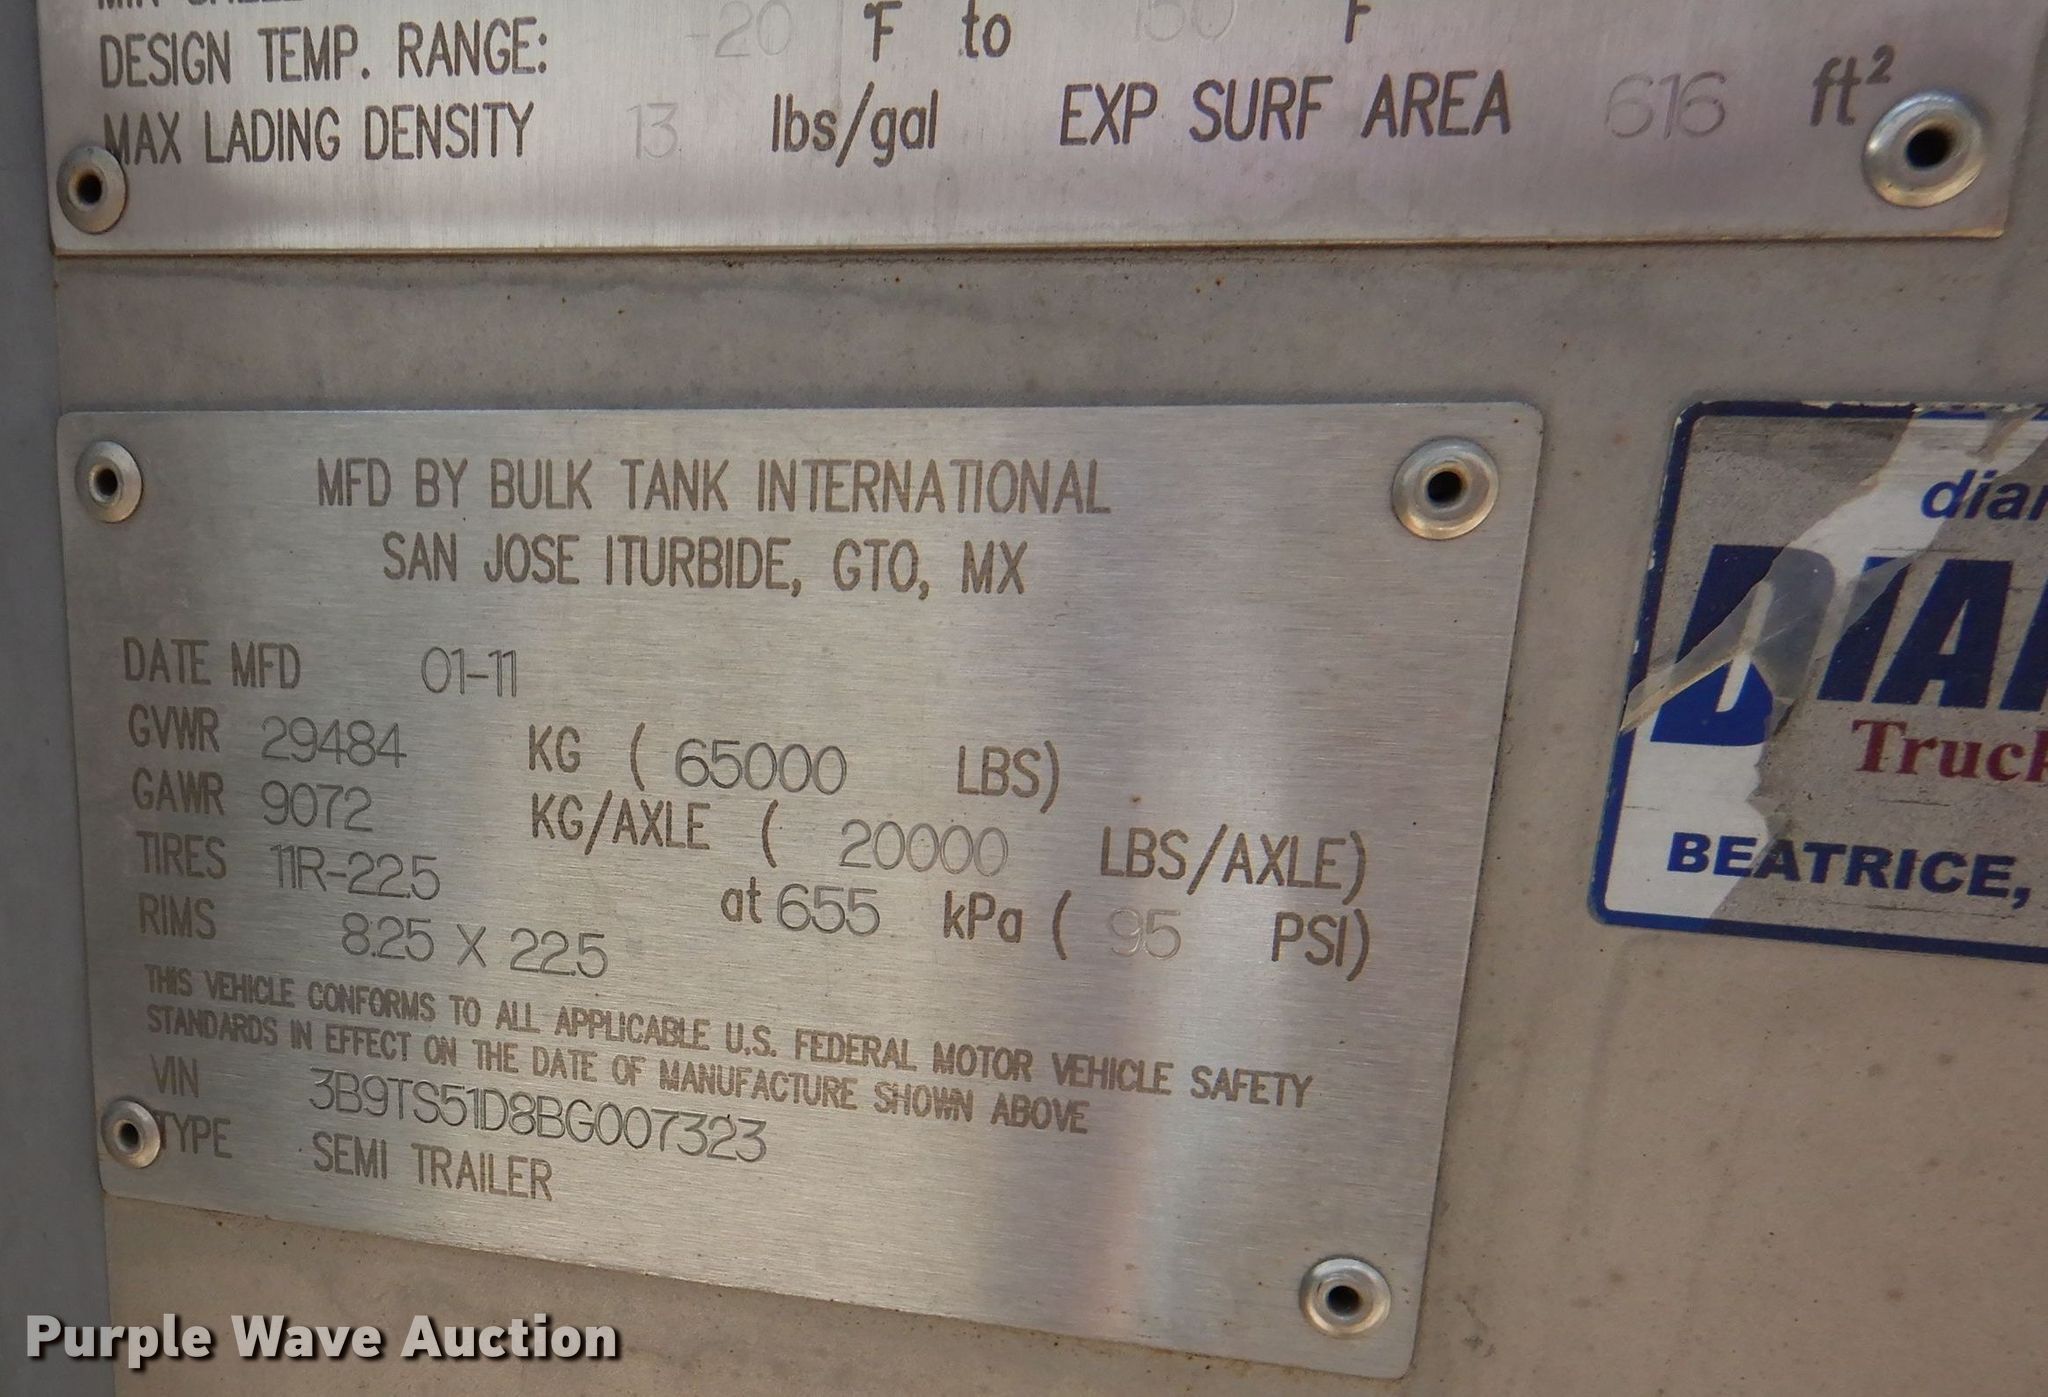 DESIGN TEMP. RANGE: -20 °F to 150 F
MAX LADING DENSITY 13 lbs/gal EXP SURF AREA 616 ft²
MFD BY BULK TANK INTERNATIONAL
SAN JOSE ITURBIDE, GTO, MX
DATE MFD 01-11
GVWR 29484 KG ( 65000 LBS)
GAWR 9072 KG/AXLE ( 20000 LBS/AXLE)
TIRES 11R-22.5 at 655 kPa ( 95 PSI)
RIMS 8.25 X 22.5
THIS VEHICLE CONFORMS TO ALL APPLICABLE U.S. FEDERAL MOTOR VEHICLE SAFETY
STANDARDS IN EFFECT ON THE DATE OF MANUFACTURE SHOWN ABOVE
VIN 3B9TS51D8BG007323
TYPE SEMI TRAILER
BEATRICE,
Purple Wave Auction